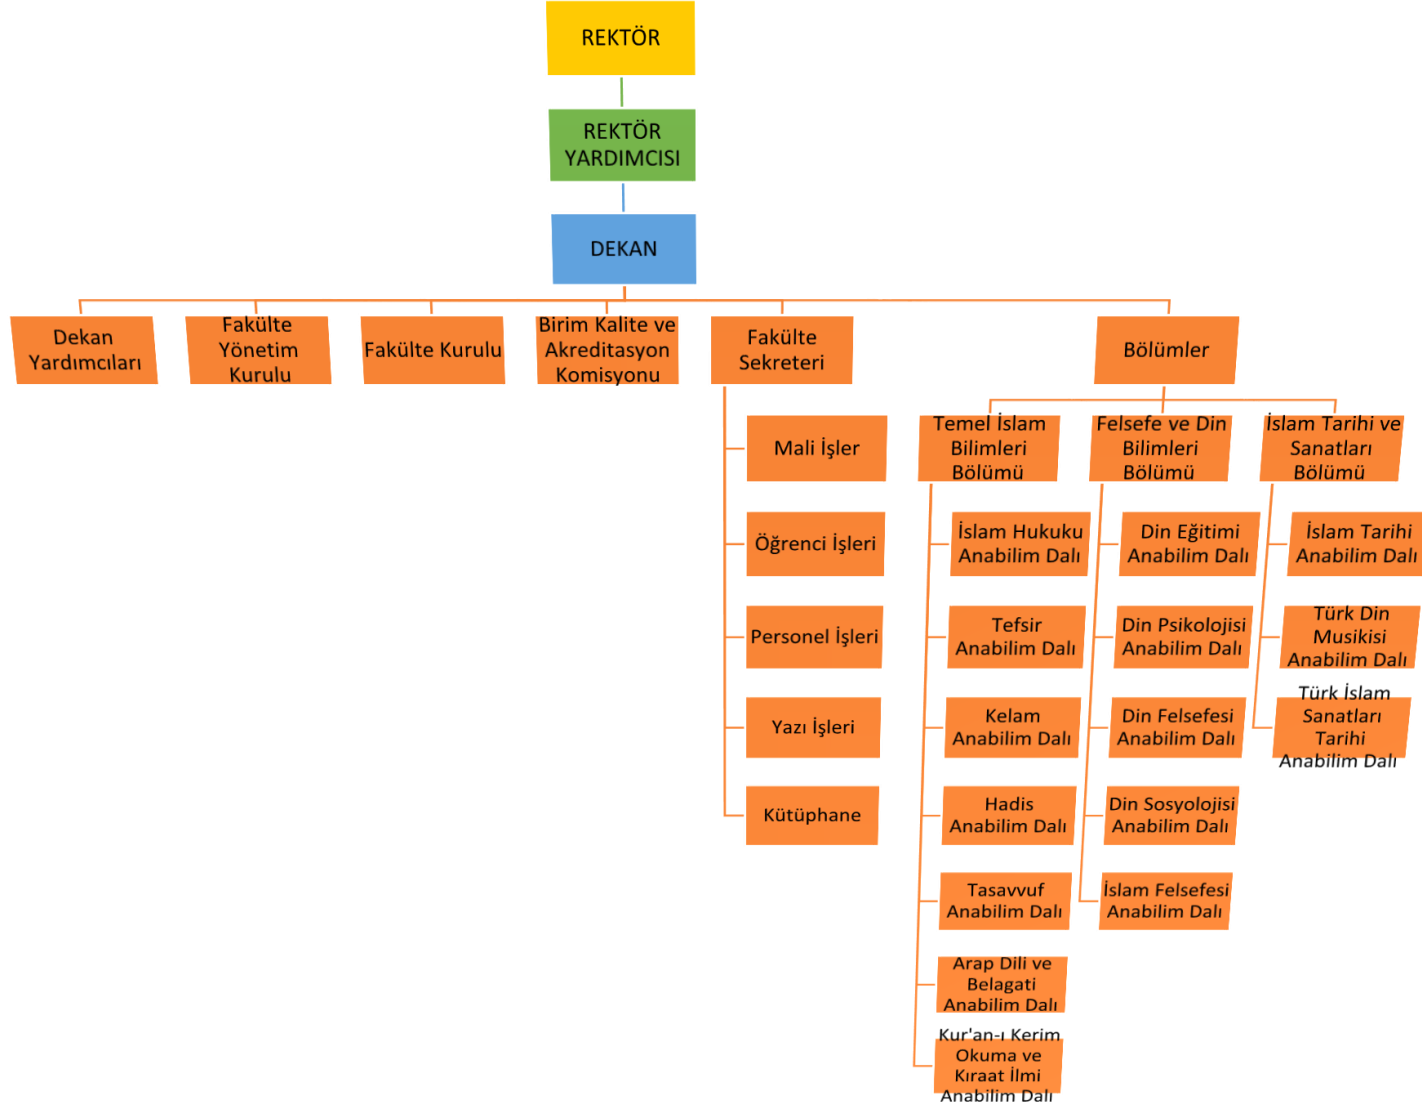 REKTÖR
REKTÖR
YARDIMCISI
DEKAN
Dekan
Yardımcıları
Fakülte
Yönetim
Kurulu
Fakülte Kurulu
Birim Kalite ve
Akreditasyon
Komisyonu
Fakülte
Sekreteri
Bölümler
Mali İşler
Öğrenci İşleri
Personel İşleri
Yazı İşleri
Kütüphane
Temel İslam
Bilimleri
Bölümü
İslam Hukuku
Anabilim Dalı
Tefsir
Anabilim Dalı
Kelam
Anabilim Dalı
Hadis
Anabilim Dalı
Tasavvuf
Anabilim Dalı
Arap Dili ve
Belagati
Anabilim Dalı
Kur'an-ı Kerim
Okuma ve
Kıraat İlmi
Anabilim Dalı
Felsefe ve Din
Bilimleri
Bölümü
Din Eğitimi
Anabilim Dalı
Din Psikolojisi
Anabilim Dalı
Din Felsefesi
Anabilim Dalı
Din Sosyolojisi
Anabilim Dalı
İslam Felsefesi
Anabilim Dalı
İslam Tarihi ve
Sanatları
Bölümü
İslam Tarihi
Anabilim Dalı
Türk Din
Musikisi
Anabilim Dalı
Türk İslam
Sanatları
Tarihi
Anabilim Dalı